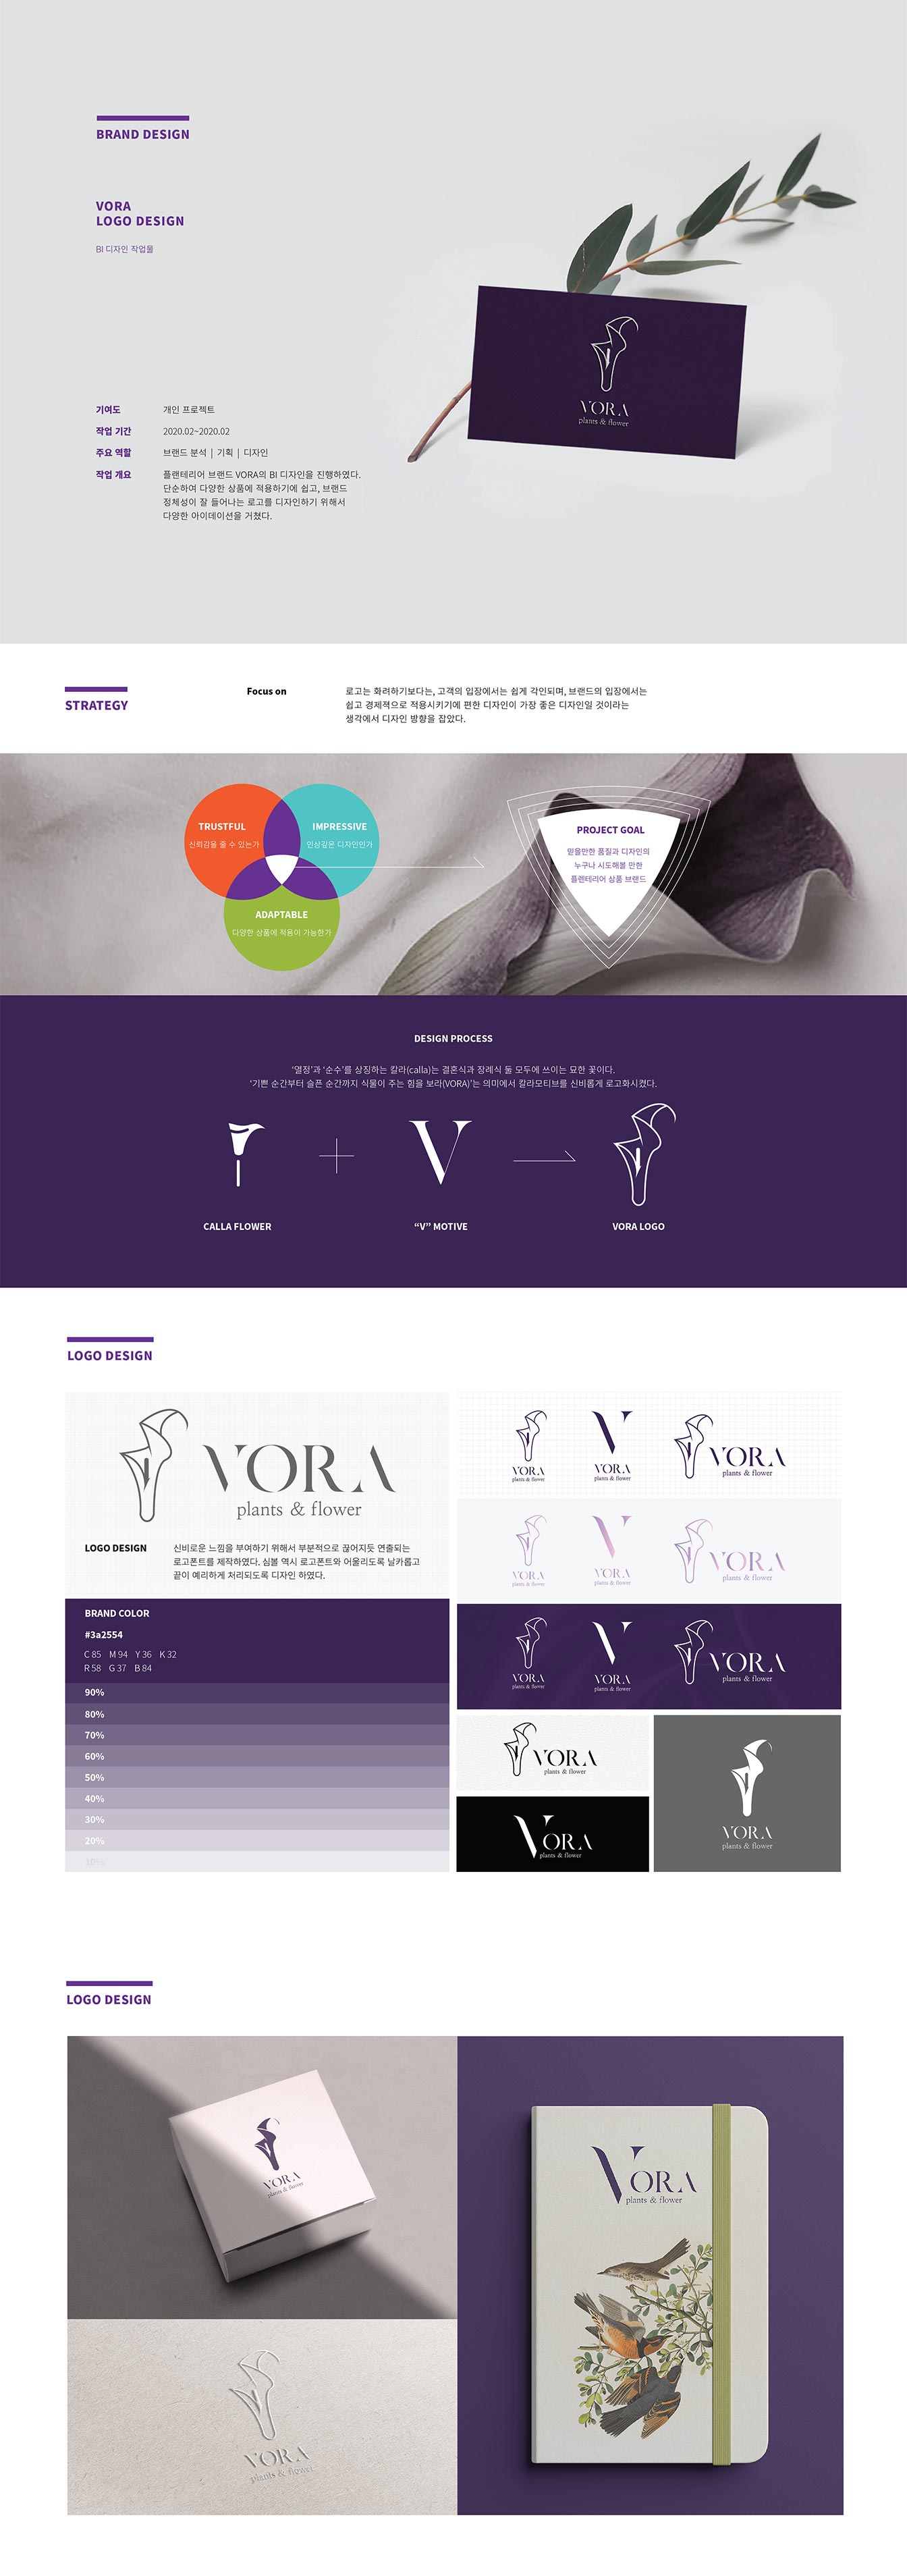 BRAND DESIGN
VORA
LOGO DESIGN
BI 디자인 작업물
VORA
plants & flower
기여도 개인 프로젝트
작업 기간 2020.02~2020.02
주요 역할 브랜드 분석 | 기획 | 디자인
작업 개요 플랜테리어 브랜드 VORA의 BI 디자인을 진행하였다.
단순하여 다양한 상품에 적용하기에 쉽고, 브랜드
정체성이 잘 들어나는 로고를 디자인하기 위해서
다양한 아이데이션을 거쳤다.
STRATEGY
Focus on
로고는 화려하기보다는, 고객의 입장에서는 쉽게 각인되며, 브랜드의 입장에서는
쉽고 경제젹으로 적용시키기에 편한 디자인이 가장 좋은 디자인일 것이라는
생각에서 디자인 방향을 잡았다.
TRUSTFUL
신뢰감을 줄 수 있는가
IMPRESSIVE
인상깊은 디자인인가
ADAPTABLE
다양한 상품에 적용이 가능한가
PROJECT GOAL
믿을만한 품질과 디자인의
누구나 시도해볼 만한
플렌테리어 상품 브랜드
DESIGN PROCESS
‘열정’과 ‘순수’를 상징하는 칼라(calla)는 결혼식과 장례식 둘 모두에 쓰이는 묘한 꽃이다.
‘기쁜 순간부터 슬픈 순간까지 식물이 주는 힘을 보라(VORA)’는 의미에서 칼라모티브를 신비롭게 로고화시켰다.
V
CALLA FLOWER
“V” MOTIVE
VORA LOGO
LOGO DESIGN
VORA
plants & flower
LOGO DESIGN
신비로운 느낌을 부여하기 위해서 부분적으로 끊어지듯 연출되는
로고폰트를 제작하였다. 심볼 역시 로고폰트와 어울리도록 날카롭고
끝이 예리하게 처리되도록 디자인 하였다.
BRAND COLOR
#3a2554
C 85 M 94 Y 36 K 32
R 58 G 37 B 84
90%
80%
70%
60%
50%
40%
30%
20%
10%
VORA
plants & flower
V
VORA
plants & flower
VORA
plants & flower
VORA
plants & flower
V
VORA
plants & flower
VORA
plants & flower
VORA
plants & flower
V
VORA
plants & flower
VORA
plants & flower
VORA
plants & flower
VORA
plants & flower
VORA
plants & flower
LOGO DESIGN
VORA
plants & flower
VORA
plants & flower
VORA
plants & flower